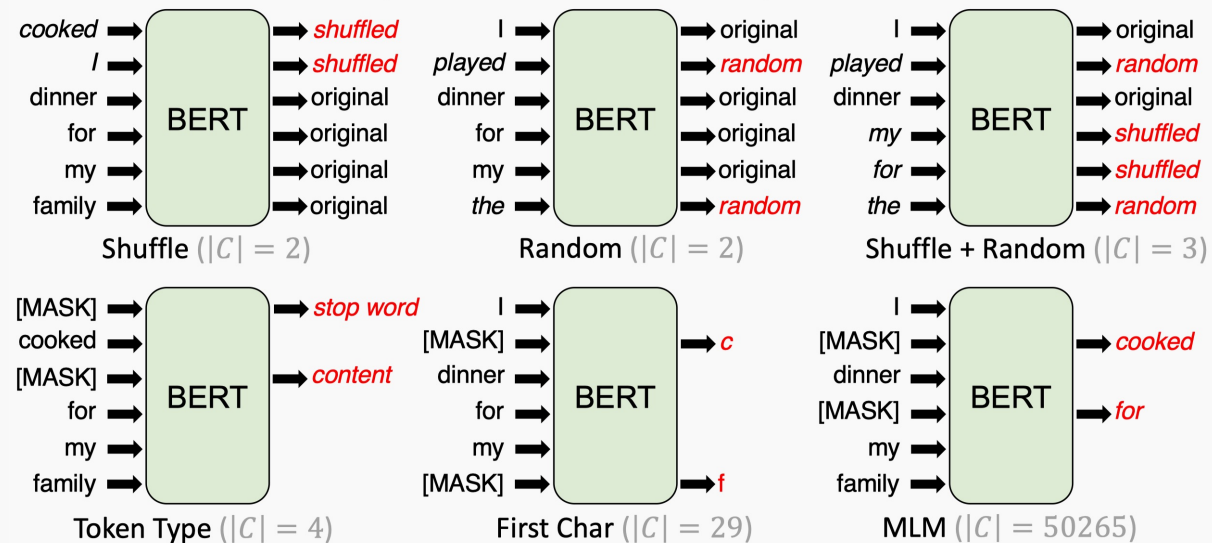 cooked
I
dinner
for
my
family
BERT
shuffled
shuffled
original
original
original
original
Shuffle (|C| = 2)
I
played
dinner
for
my
the
BERT
original
random
original
original
original
random
Random (|C| = 2)
I
played
dinner
my
for
the
BERT
original
random
original
shuffled
shuffled
random
Shuffle + Random (|C| = 3)
[MASK]
cooked
[MASK]
for
my
family
BERT
stop word
content
Token Type (|C| = 4)
I
[MASK]
dinner
for
my
[MASK]
BERT
c
f
First Char (|C| = 29)
I
[MASK]
dinner
[MASK]
my
family
BERT
cooked
for
MLM (|C| = 50265)